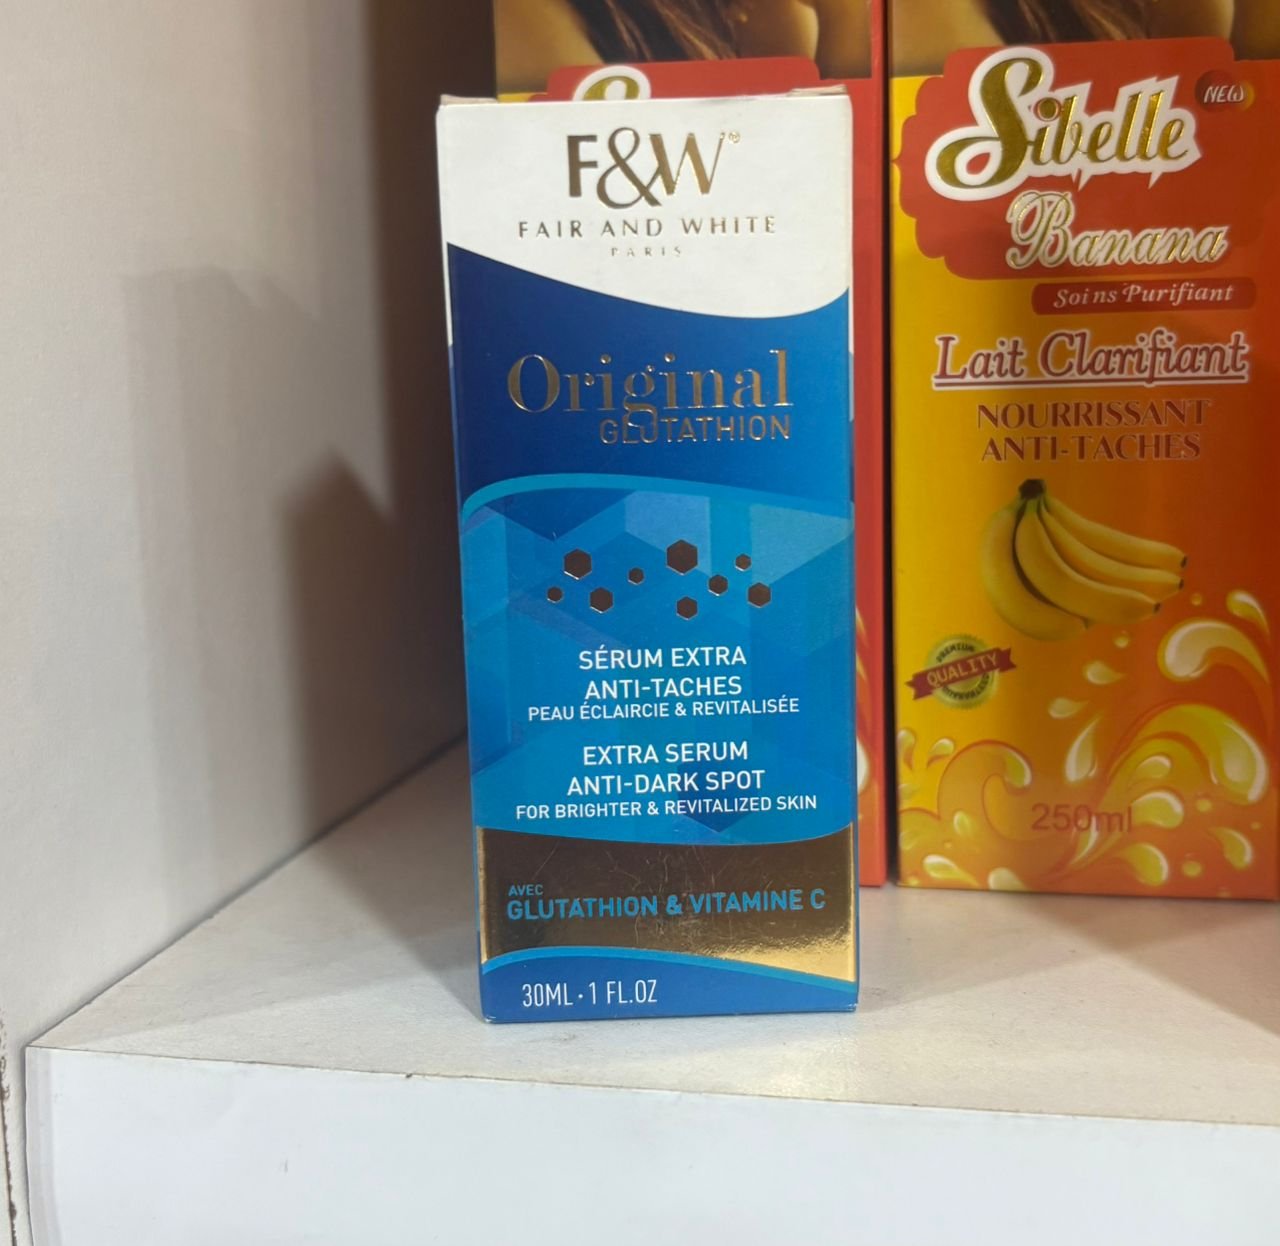 F&W®
FAIR AND WHITE
PARIS
Original
GLUTATHION
SÉRUM EXTRA
ANTI-TACHES
PEAU ÉCLAIRCIE & REVITALISÉE
EXTRA SERUM
ANTI-DARK SPOT
FOR BRIGHTER & REVITALIZED SKIN
AVEC
GLUTATHION & VITAMINE C
30ML · 1 FL.OZ
Sivelle
NEW
Banana
Soins Purifiant
Lait Clarifiant
NOURRISSANT
ANTI-TACHES
PREMIUM
QUALITY
250ml